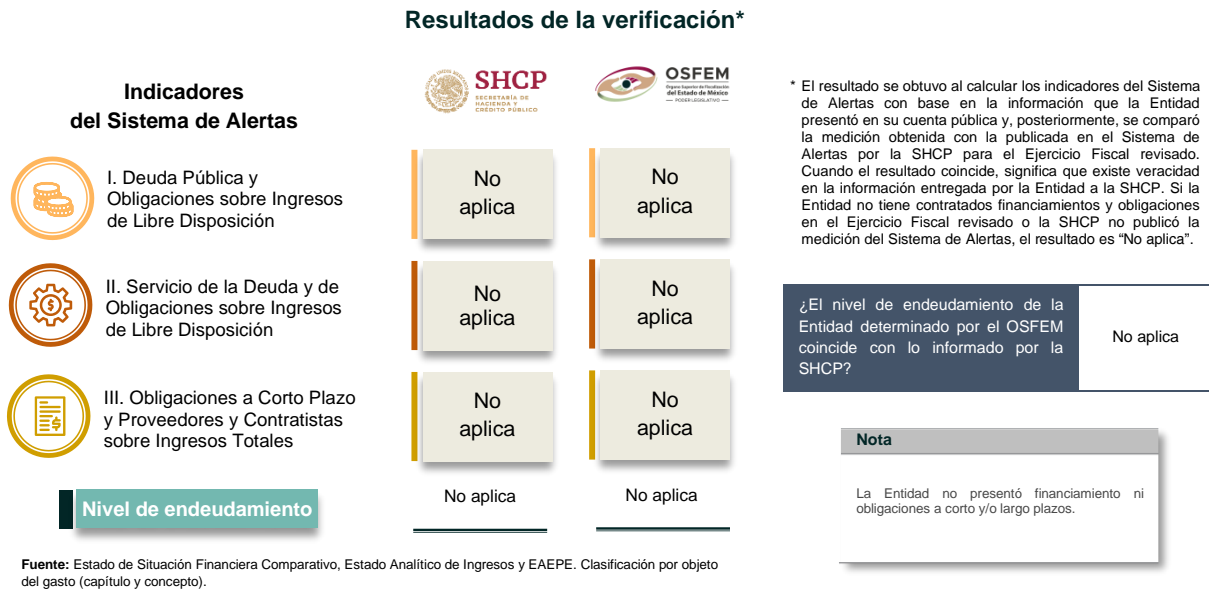 Resultados de la verificación*
Indicadores
del Sistema de Alertas
SHCP
SECRETARÍA DE
HACIENDA Y
CRÉDITO PÚBLICO
OSFEM
Órgano Superior de Fiscalización
del Estado de México
PODER LEGISLATIVO
I. Deuda Pública y
Obligaciones sobre Ingresos
de Libre Disposición
No
aplica
No
aplica
II. Servicio de la Deuda y de
Obligaciones sobre Ingresos
de Libre Disposición
No
aplica
No
aplica
III. Obligaciones a Corto Plazo
y Proveedores y Contratistas
sobre Ingresos Totales
No
aplica
No
aplica
Nivel de endeudamiento
No aplica
No aplica
Fuente: Estado de Situación Financiera Comparativo, Estado Analítico de Ingresos y EAEPE. Clasificación por objeto
del gasto (capítulo y concepto).
* El resultado se obtuvo al calcular los indicadores del Sistema
de Alertas con base en la información que la Entidad
presentó en su cuenta pública y, posteriormente, se comparó
la medición obtenida con la publicada en el Sistema de
Alertas por la SHCP para el Ejercicio Fiscal revisado.
Cuando el resultado coincide, significa que existe veracidad
en la información entregada por la Entidad a la SHCP. Si la
Entidad no tiene contratados financiamientos y obligaciones
en el Ejercicio Fiscal revisado o la SHCP no publicó la
medición del Sistema de Alertas, el resultado es “No aplica”.
¿El nivel de endeudamiento de la
Entidad determinado por el OSFEM
coincide con lo informado por la
SHCP?
No aplica
Nota
La Entidad no presentó financiamiento ni
obligaciones a corto y/o largo plazos.